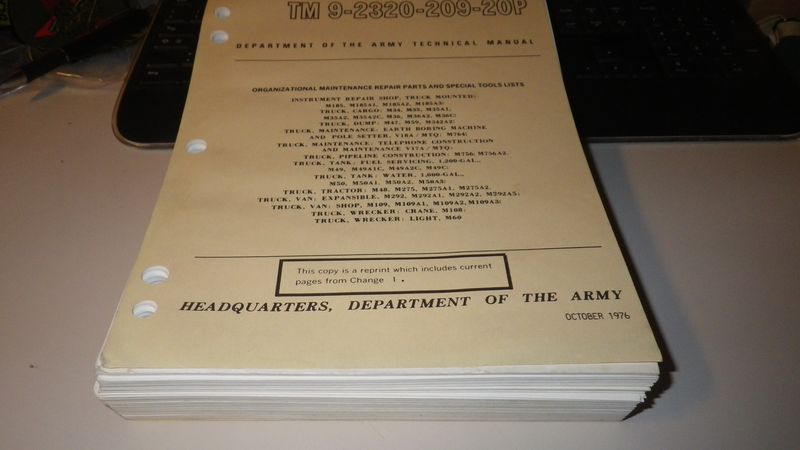 TM 9-2320-209-20P
DEPARTMENT OF THE ARMY TECHNICAL MANUAL
ORGANIZATIONAL MAINTENANCE REPAIR PARTS AND SPECIAL TOOLS LISTS
INSTRUMENT REPAIR SHOP, TRUCK MOUNTED:
M185, M185A1, M185A2, M185A3;
TRUCK, CARGO: M34, M35, M35A1,
M35A2, M35A2C, M36, M36A2, M36C;
TRUCK, DUMP: M47, M59, M342A2;
TRUCK, MAINTENANCE: EARTH BORING MACHINE
AND POLE SETTER, V18A / MTQ; M764;
TRUCK, MAINTENANCE: TELEPHONE CONSTRUCTION
AND MAINTENANCE V17A / MTQ;
TRUCK, PIPELINE CONSTRUCTION: M756, M756A2,
TRUCK, TANK: FUEL SERVICING, 1,200-GAL.,
M49, M49A1C, M49A2C, M49C;
TRUCK, TANK: WATER, 1,000-GAL.,
M50, M50A1, M50A2, M50A3;
TRUCK, TRACTOR: M48, M275, M275A1, M275A2,
TRUCK, VAN: EXPANSIBLE, M292, M292A1, M292A2, M292A5;
TRUCK, VAN: SHOP, M109, M109A1, M109A2, M109A3;
TRUCK, WRECKER: CRANE, M108;
TRUCK, WRECKER: LIGHT, M60
This copy is a reprint which includes current
pages from Change 1.
HEADQUARTERS, DEPARTMENT OF THE ARMY
OCTOBER 1976